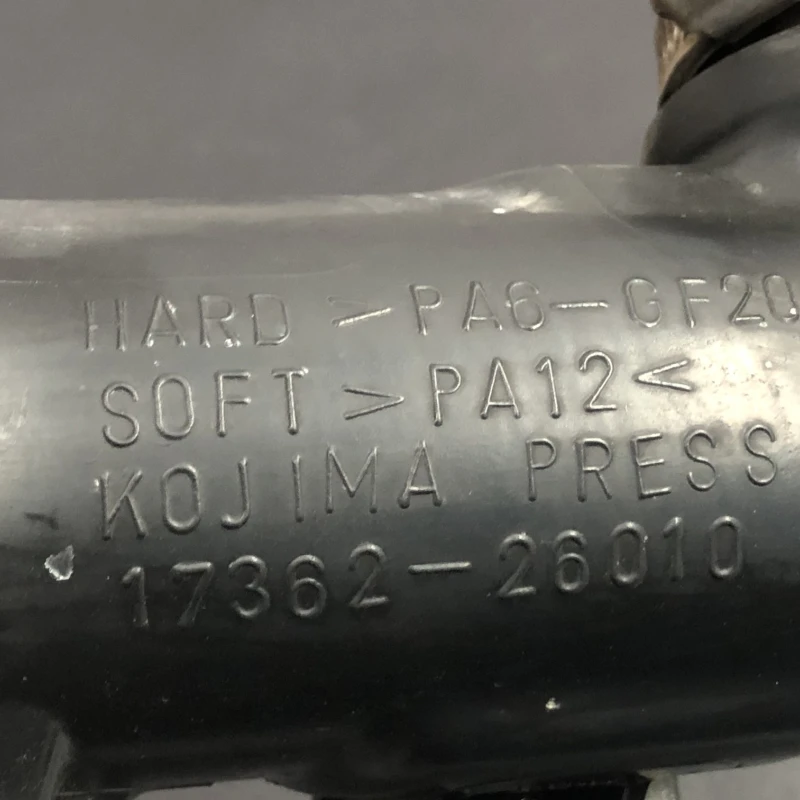 HARD >PA6-GF20
SOFT >PA12<
KOJIMA PRESS
17362-26010